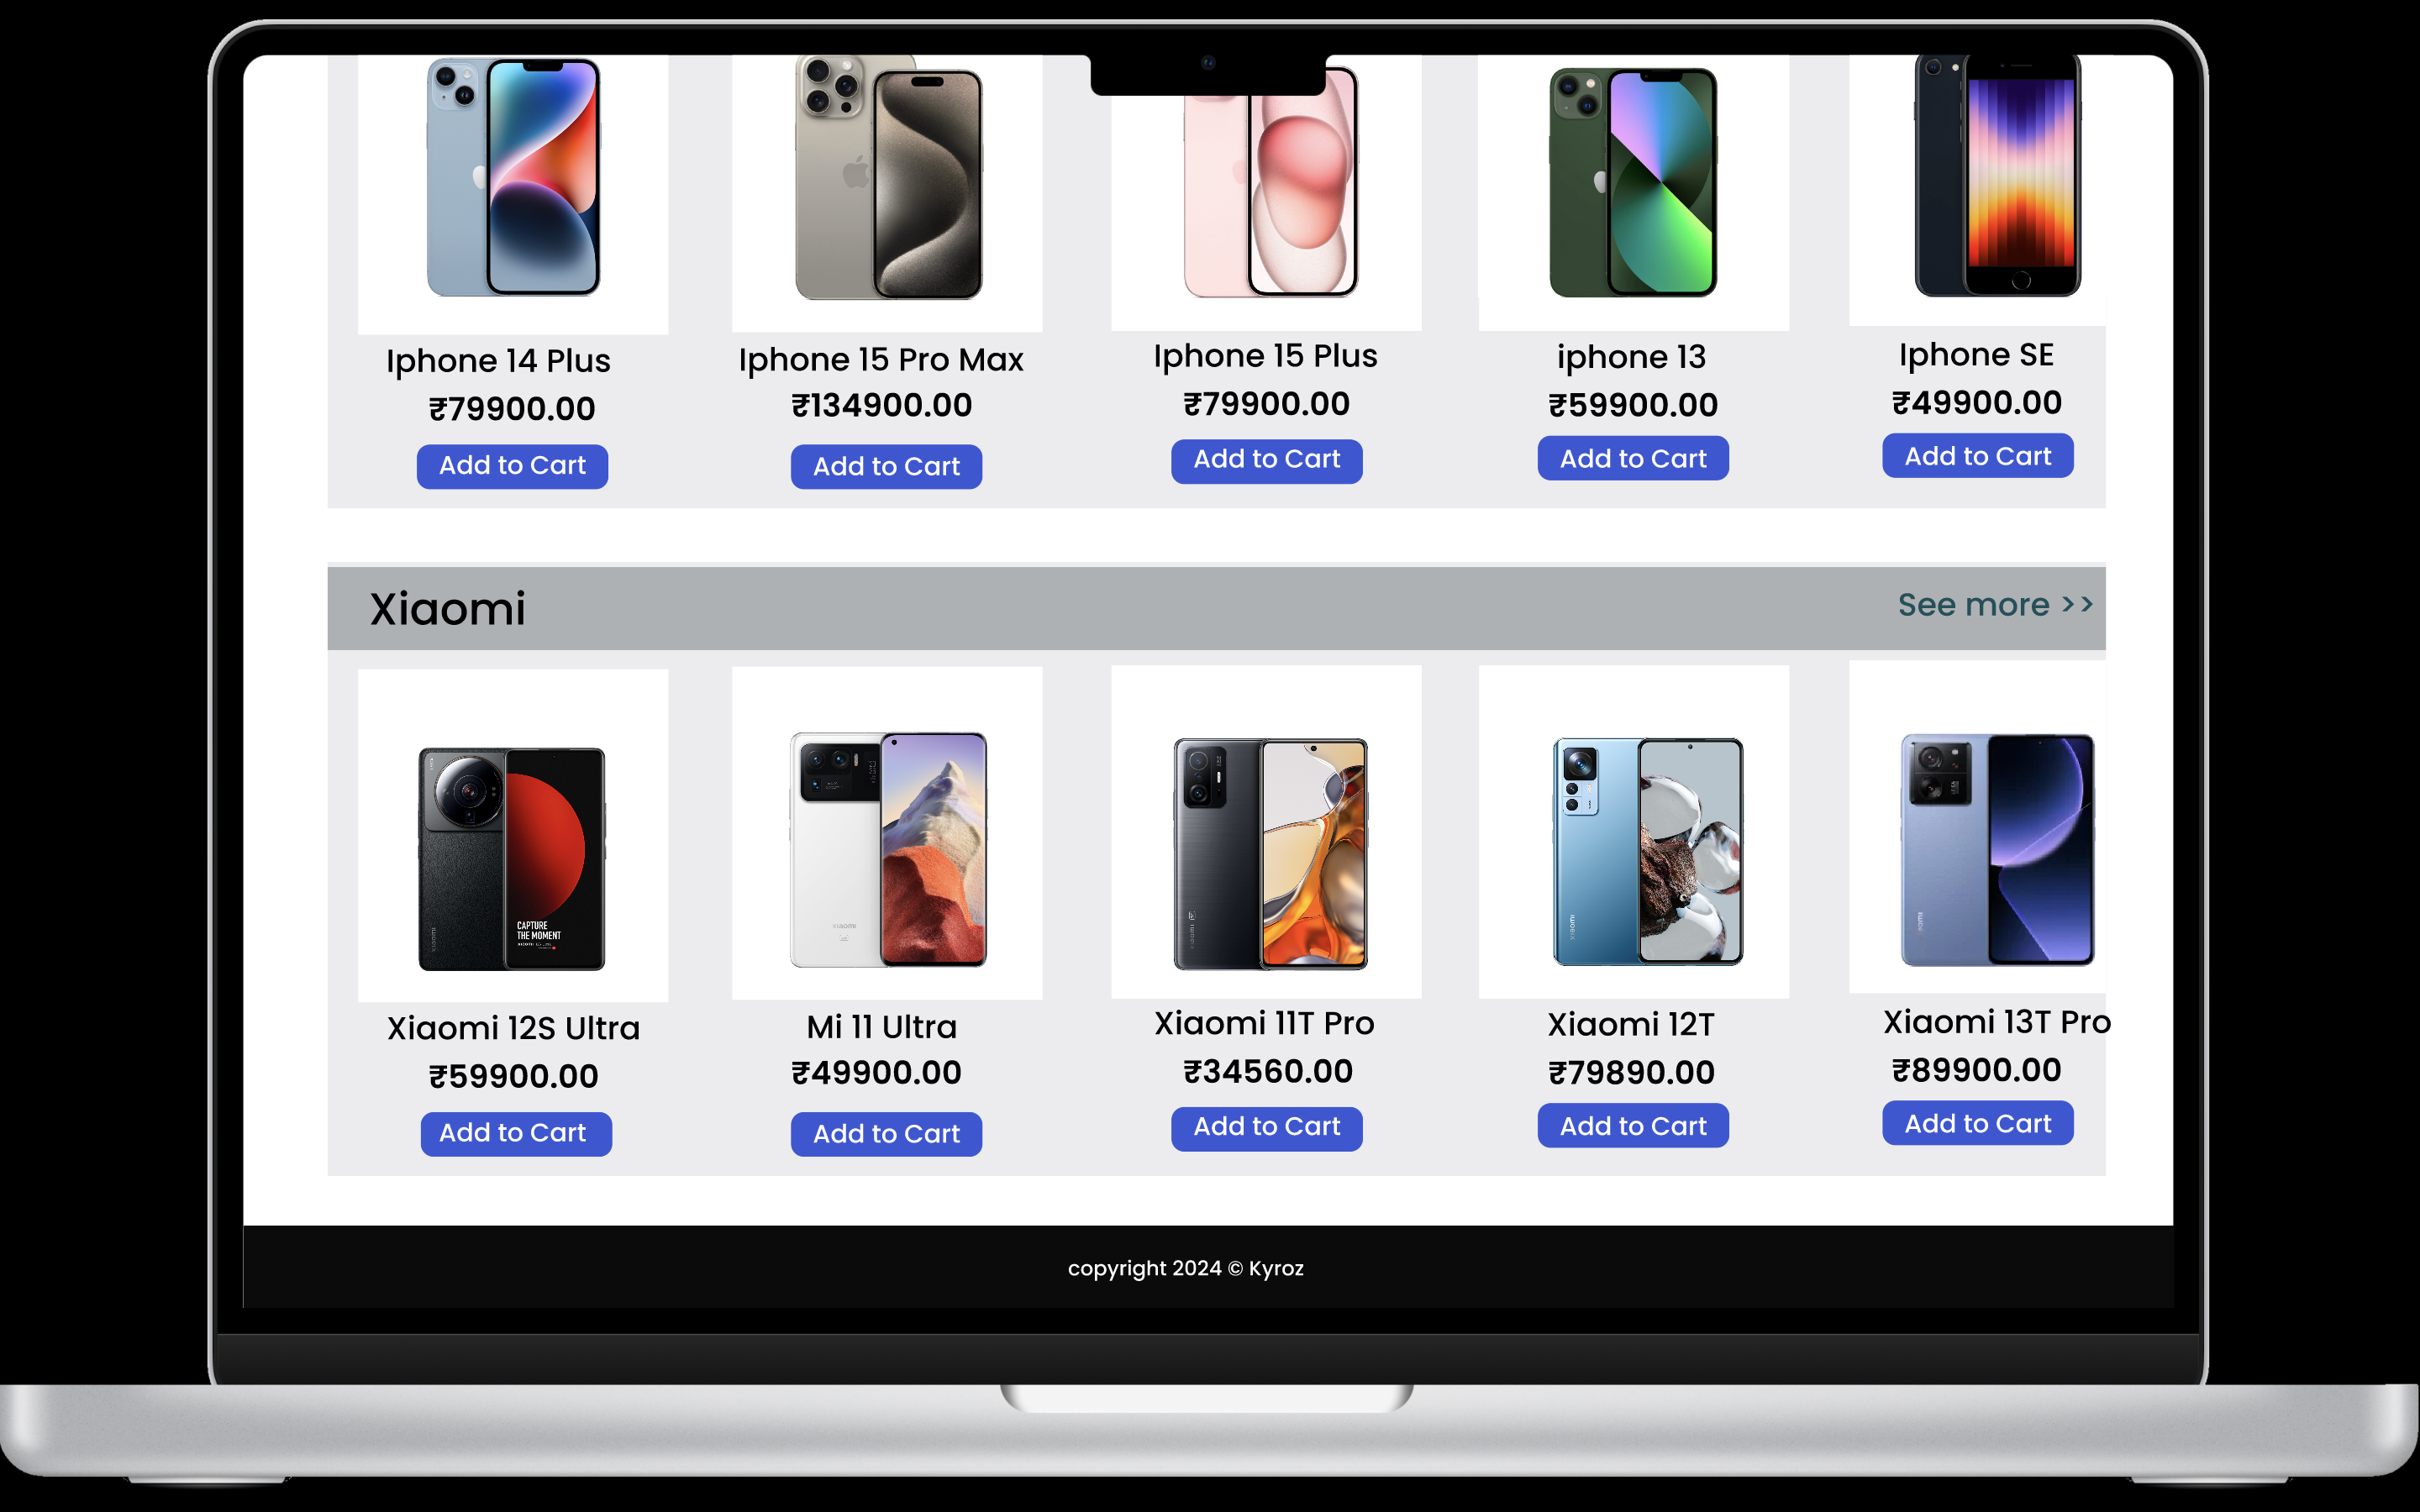 Iphone 14 Plus
₹79900.00
Add to Cart
Iphone 15 Pro Max
₹134900.00
Add to Cart
Iphone 15 Plus
₹79900.00
Add to Cart
iphone 13
₹59900.00
Add to Cart
Iphone SE
₹49900.00
Add to Cart
Xiaomi
See more >>
CAPTURE
THE MOMENT
xiaomi
xiaomi
xiaomi
Xiaomi 12S Ultra
₹59900.00
Add to Cart
Mi 11 Ultra
₹49900.00
Add to Cart
Xiaomi 11T Pro
₹34560.00
Add to Cart
Xiaomi 12T
₹79890.00
Add to Cart
Xiaomi 13T Pro
₹89900.00
Add to Cart
copyright 2024 © Kyroz